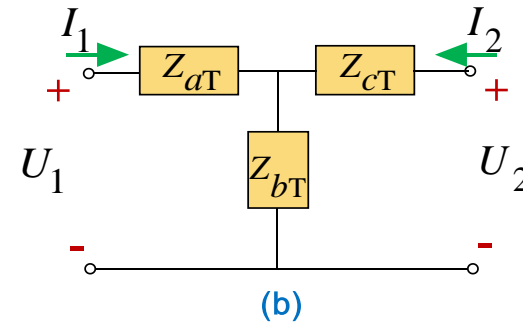 I1 I2
ZaT ZcT
+ +
U1 ZbT U2
- -
(b)